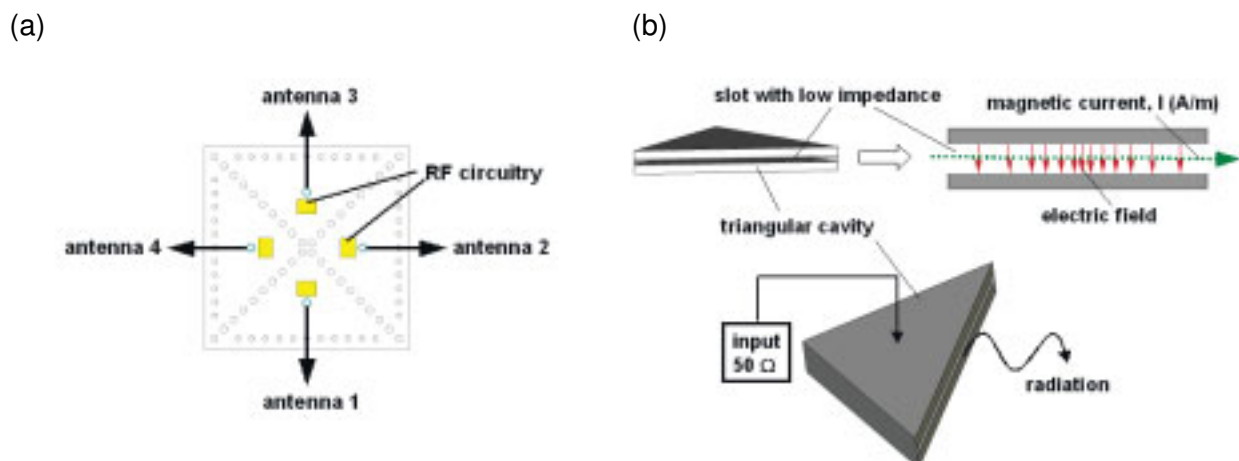 (a)
antenna 3
RF circuitry
antenna 4
antenna 2
antenna 1
(b)
slot with low impedance
magnetic current, I (A/m)
electric field
triangular cavity
input
50 Ω
radiation